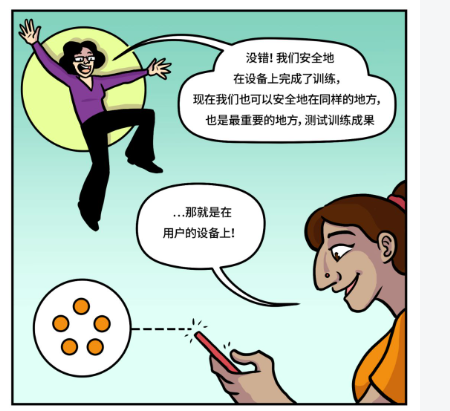 没错! 我们安全地
在设备上完成了训练,
现在我们也可以安全地在同样的地方,
也是最重要的地方, 测试训练成果
…那就是在
用户的设备上!